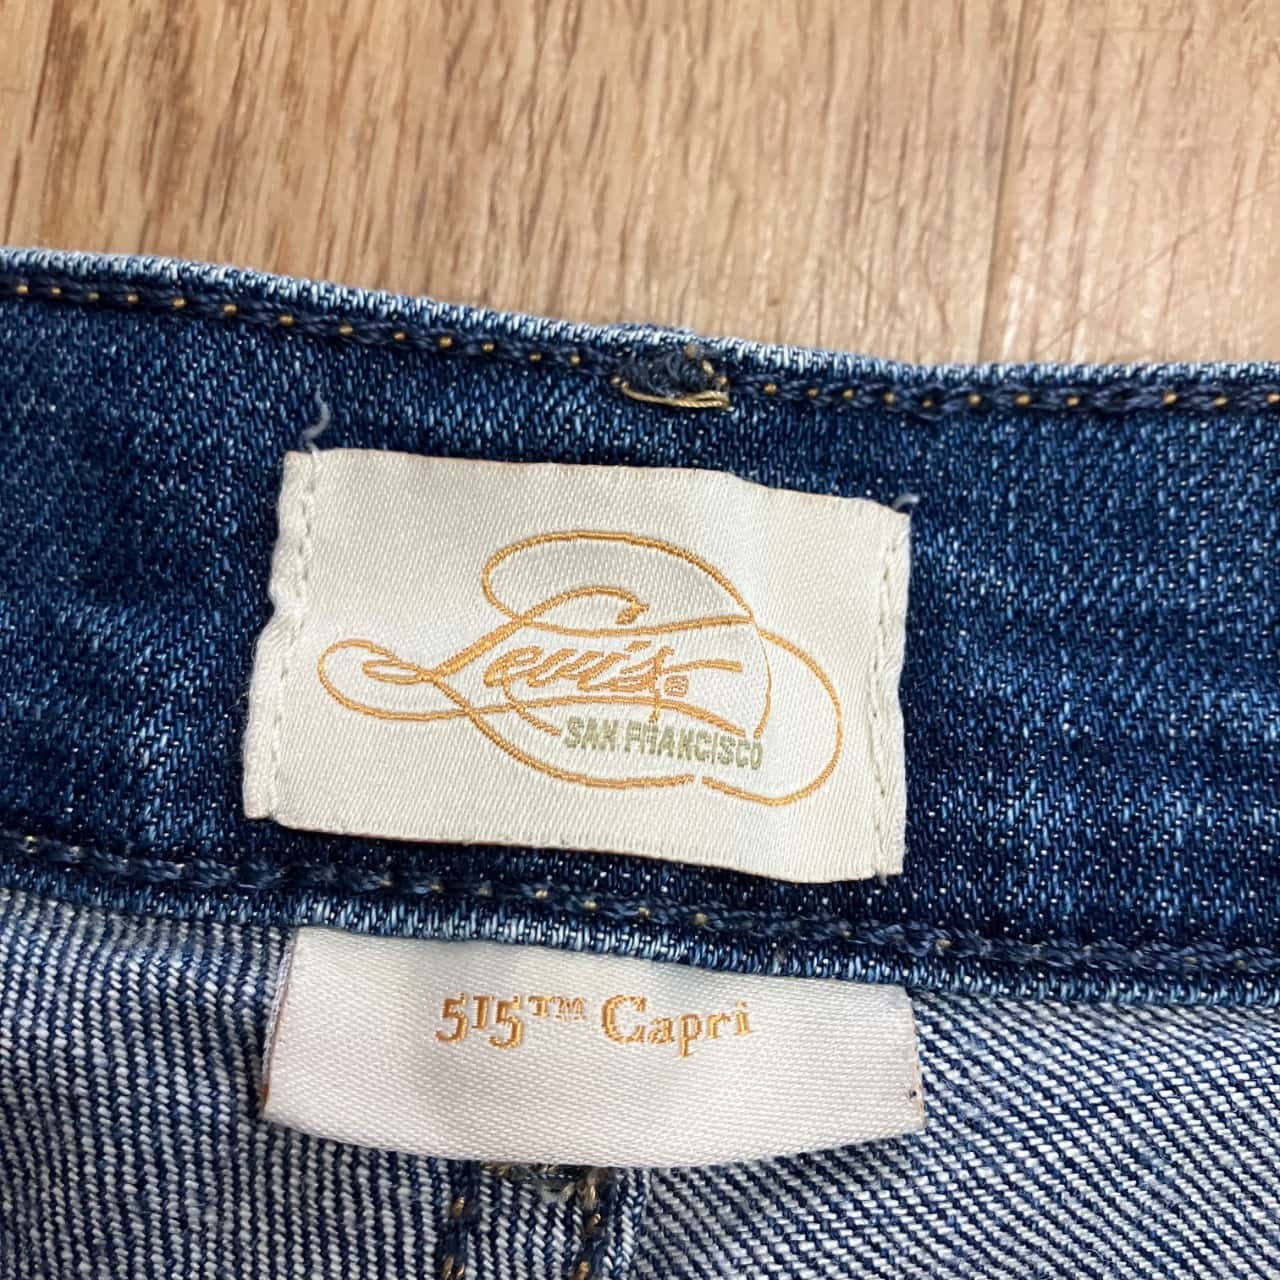 Levi's®
SAN FRANCISCO
515™ Capri